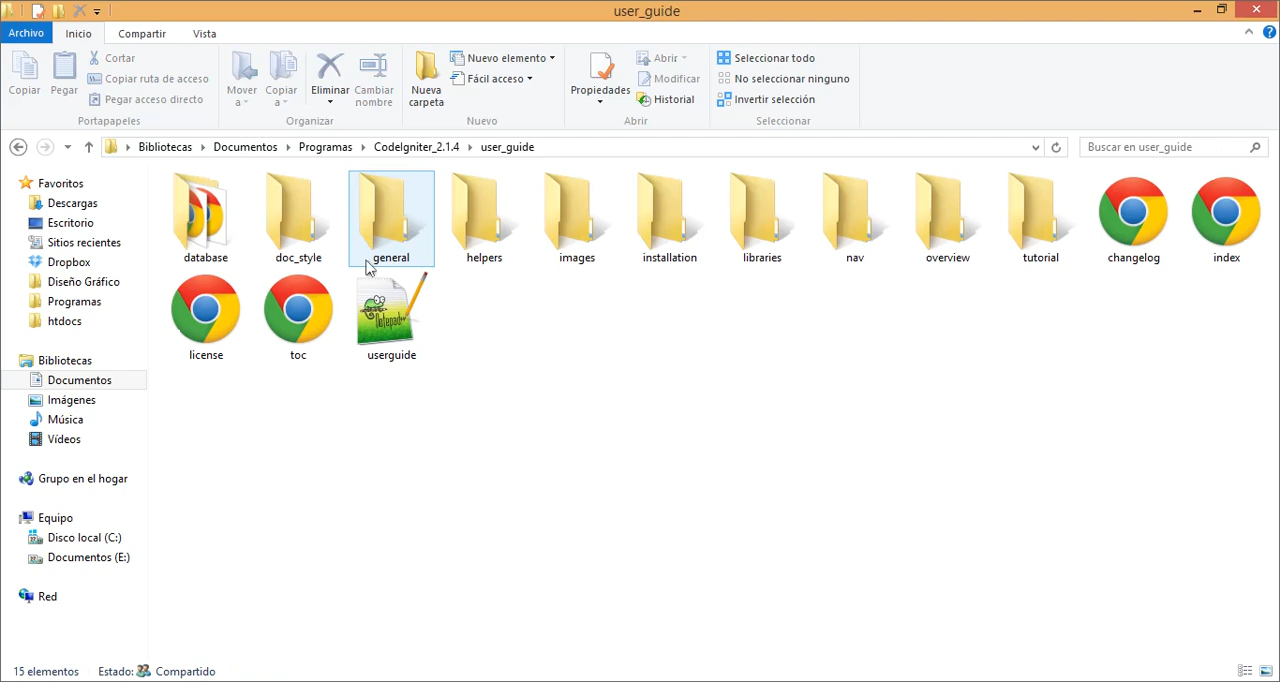 user_guide
Archivo Inicio Compartir Vista
Copiar
Pegar
Cortar
Copiar ruta de acceso
Pegar acceso directo
Portapapeles
Mover a
Copiar a
Eliminar
Cambiar nombre
Organizar
Nueva carpeta
Nuevo elemento
Fácil acceso
Nuevo
Propiedades
Abrir
Modificar
Historial
Abrir
Seleccionar todo
No seleccionar ninguno
Invertir selección
Seleccionar
Bibliotecas Documentos Programas CodeIgniter_2.1.4 user_guide
Buscar en user_guide
Favoritos
Descargas
Escritorio
Sitios recientes
Dropbox
Diseño Gráfico
Programas
htdocs
Bibliotecas
Documentos
Imágenes
Música
Vídeos
Grupo en el hogar
Equipo
Disco local (C:)
Documentos (E:)
Red
database doc_style general helpers images installation libraries nav overview tutorial changelog index
license toc userguide
Notepad++
15 elementos Estado: Compartido